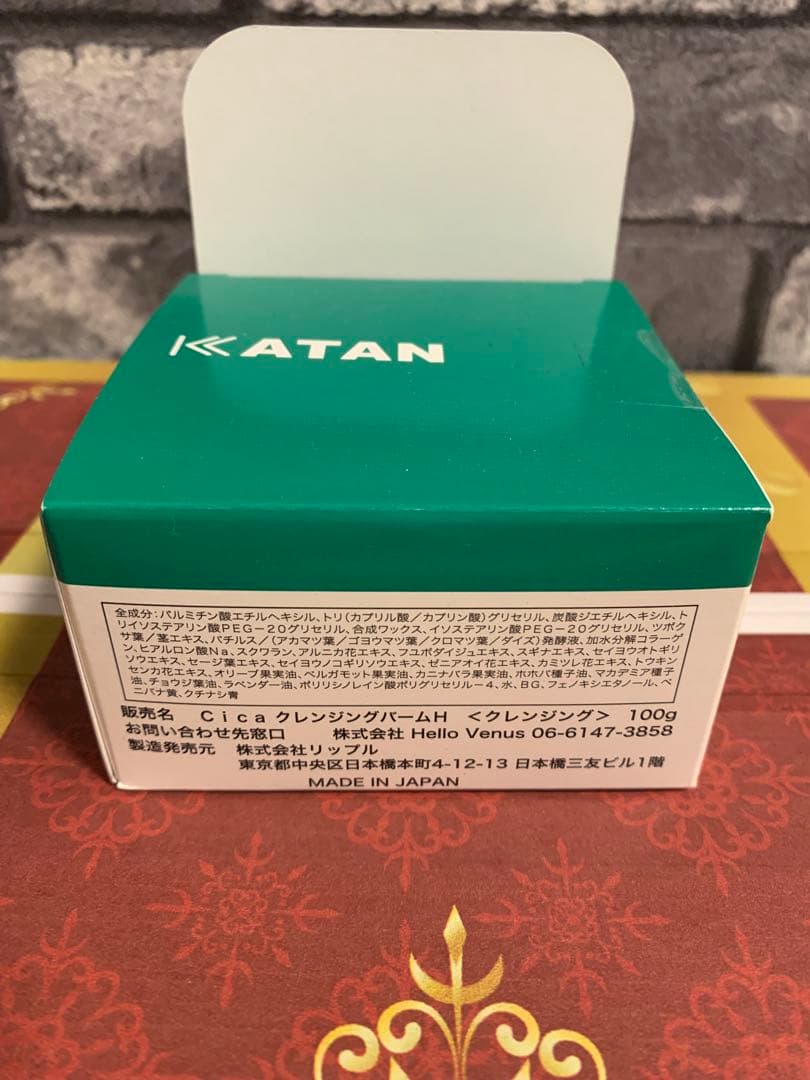 KATAN
全成分:パルミチン酸エチルヘキシル、トリ(カプリル酸/カプリン酸)グリセリル、炭酸ジエチルヘキシル、ト
リイソステアリン酸PEG-20グリセリル、合成ワックス、イソステアリン酸PEG-20グリセリル、ツボク
サ葉/茎エキス、バチルス/(アカマツ葉/ゴヨウマツ葉/クロマツ葉/ダイズ)発酵液、加水分解コラーゲ
ン、ヒアルロン酸Na、スクワラン、アルニカ花エキス、フユボダイジュエキス、スギナエキス、セイヨウオトギリ
ソウエキス、セージ葉エキス、セイヨウノコギリソウエキス、ゼニアオイ花エキス、カミツレ花エキス、トウキン
センカ花エキス、オリーブ果実油、ベルガモット果実油、カニナバラ果実油、ホホバ種子油、マカデミア種子
油、チョウジ葉油、ラベンダー油、ポリリシノレイン酸ポリグリセリル-4、水、BG、フェノキシエタノール、ベ
ニバナ黄、クチナシ青
販売名 Cica クレンジングバームH <クレンジング> 100g
お問い合わせ先窓口 株式会社 Hello Venus 06-6147-3858
製造発売元 株式会社リップル
東京都中央区日本橋本町4-12-13 日本橋三友ビル1階
MADE IN JAPAN